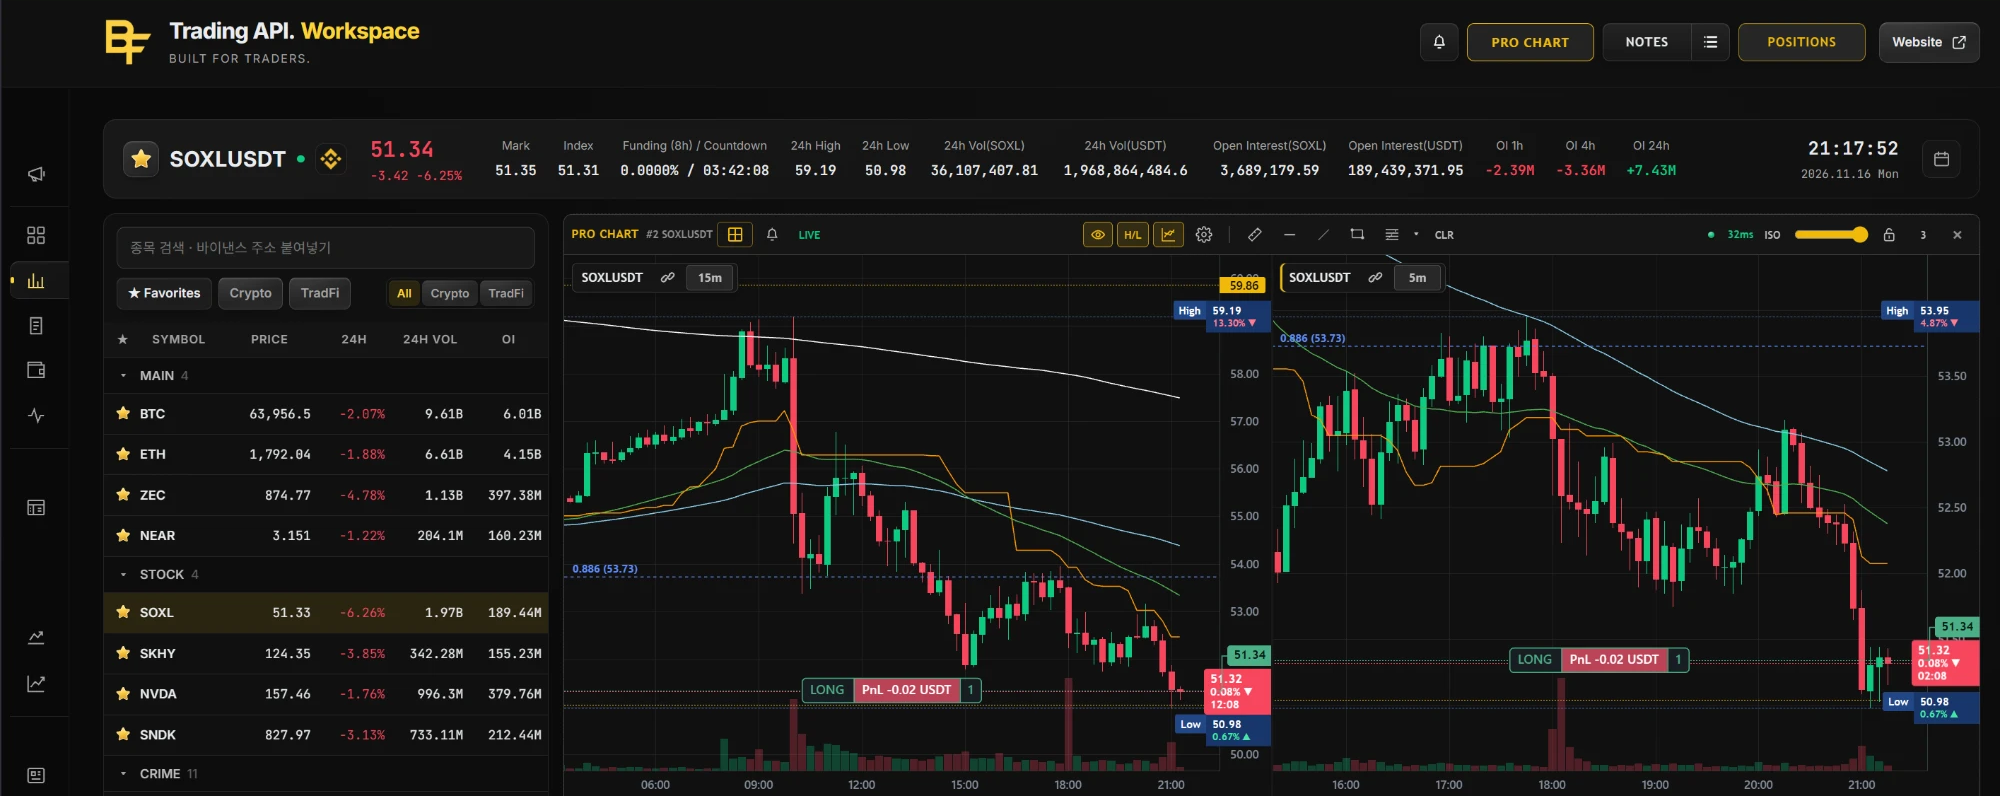 Trading API. Workspace
BUILT FOR TRADERS.
PRO CHART
NOTES
POSITIONS
Website
SOXLUSDT
51.34
-3.42 -6.25%
Mark
51.35
Index
51.31
Funding (8h) / Countdown
0.0000% / 03:42:08
24h High
59.19
24h Low
50.98
24h Vol(SOXL)
36,107,407.81
24h Vol(USDT)
1,968,864,484.6
Open Interest(SOXL)
3,689,179.59
Open Interest(USDT)
189,439,371.95
OI 1h
-2.39M
OI 4h
-3.36M
OI 24h
+7.43M
21:17:52
2026.11.16 Mon
종목 검색 · 바이낸스 주소 붙여넣기
★ Favorites Crypto TradFi All Crypto TradFi
★ SYMBOL PRICE 24H 24H VOL OI
MAIN 4
BTC 63,956.5 -2.07% 9.61B 6.01B
ETH 1,792.04 -1.88% 6.61B 4.15B
ZEC 874.77 -4.78% 1.13B 397.38M
NEAR 3.151 -1.22% 204.1M 160.23M
STOCK 4
SOXL 51.33 -6.26% 1.97B 189.44M
SKHY 124.35 -3.85% 342.28M 155.23M
NVDA 157.46 -1.76% 996.3M 379.76M
SNDK 827.97 -3.13% 733.11M 212.44M
CRIME 11
PRO CHART #2 SOXLUSDT LIVE H/L CLR 32ms ISO 3
SOXLUSDT 15m
59.86
High 59.19
13.30% ▼
58.00
57.00
56.00
55.00
0.886 (53.73)
54.00
53.00
51.34
LONG PnL -0.02 USDT 1
51.32
0.08% ▼
12:08
Low 50.98
0.67% ▲
50.00
06:00 09:00 12:00 15:00 18:00 21:00
SOXLUSDT 5m
High 53.95
4.87% ▼
0.886 (53.73)
53.50
53.00
52.50
52.00
51.34
LONG PnL -0.02 USDT 1
51.32
0.08% ▼
02:08
Low 50.98
0.67% ▲
16:00 17:00 18:00 19:00 20:00 21:00